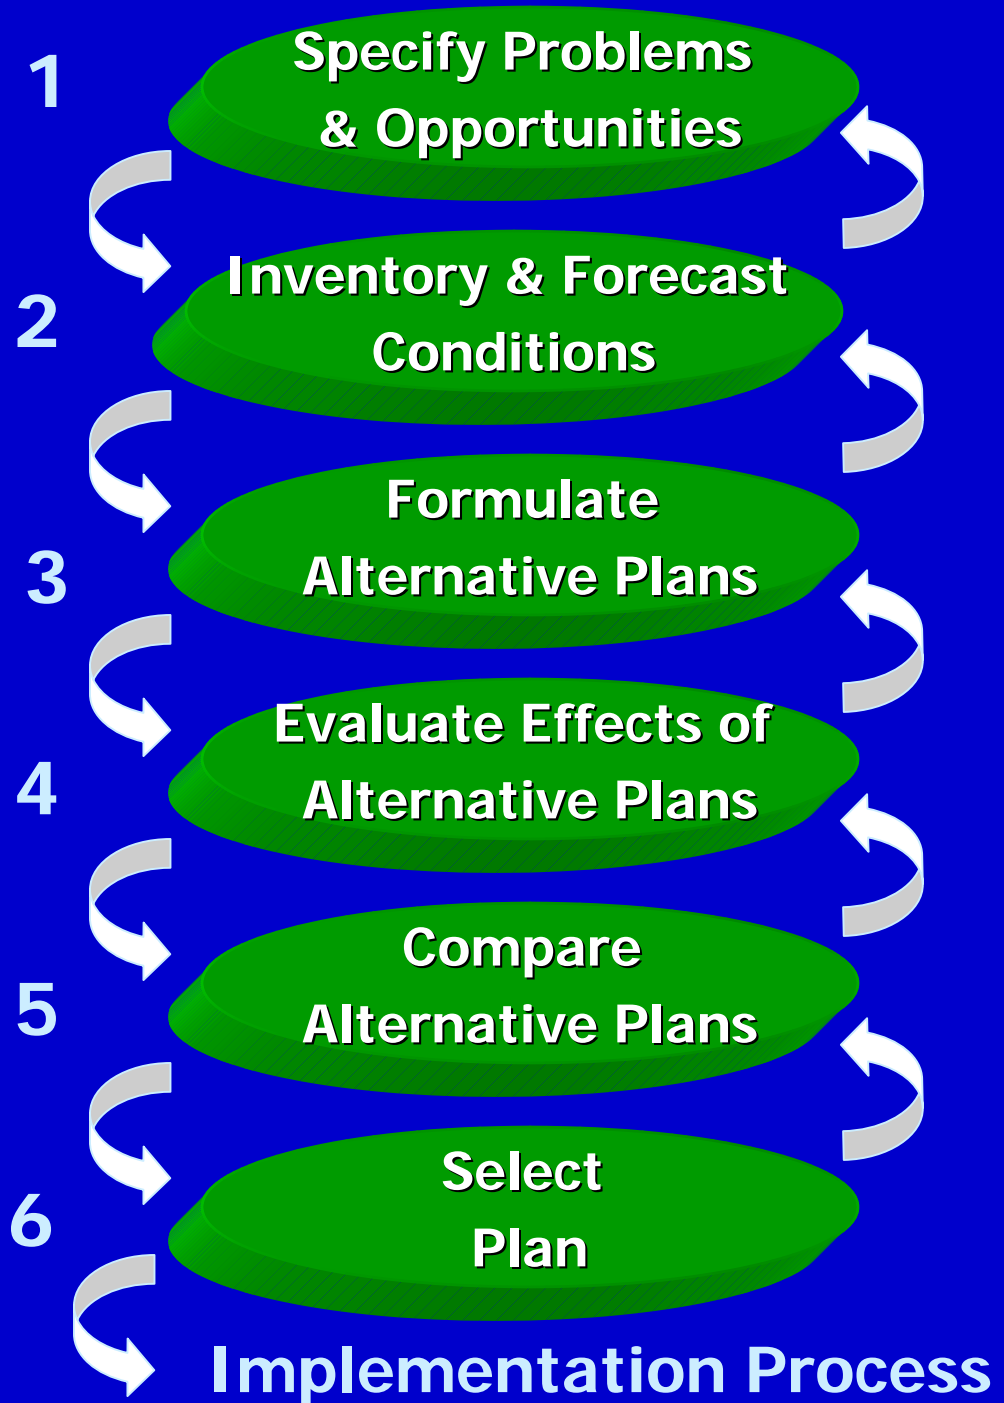 1
Specify Problems
& Opportunities
2
Inventory & Forecast
Conditions
3
Formulate
Alternative Plans
4
Evaluate Effects of
Alternative Plans
5
Compare
Alternative Plans
6
Select
Plan
Implementation Process